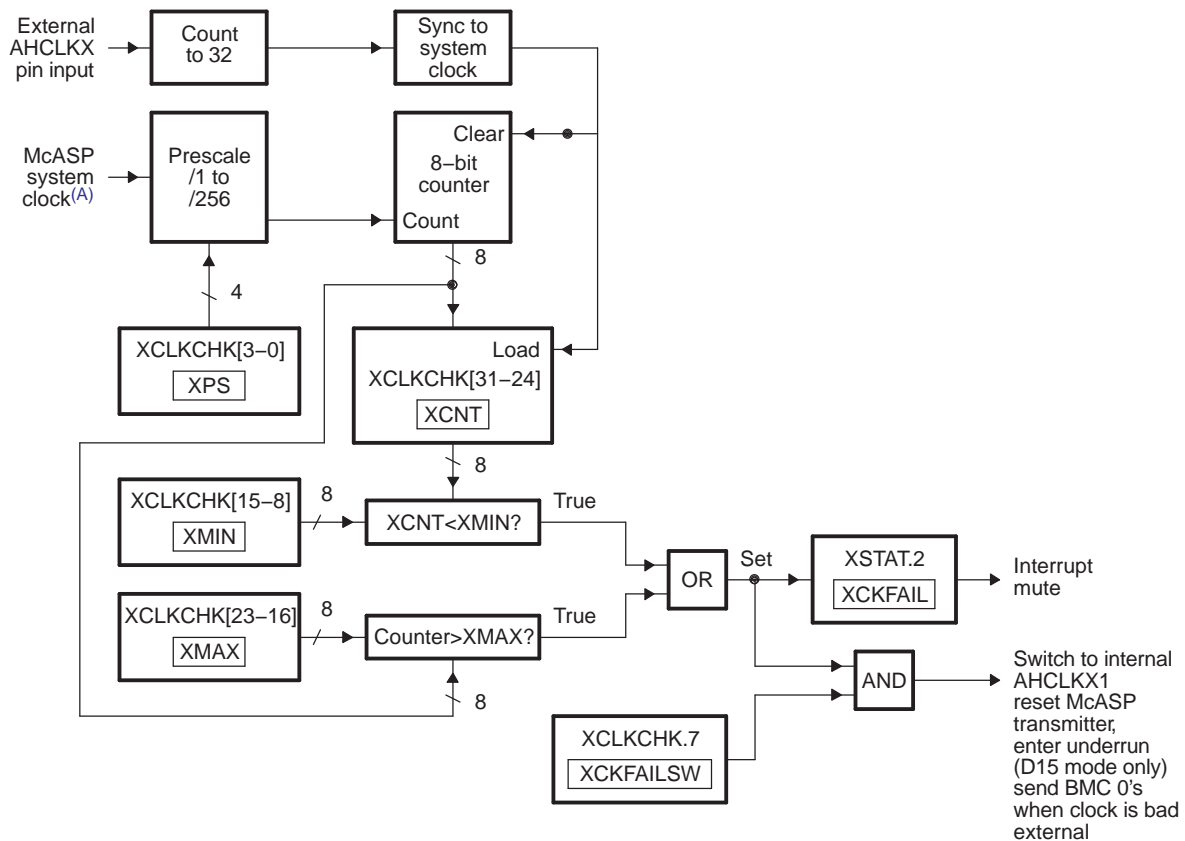 External
AHCLKX
pin input
Count
to 32
Sync to
system
clock
McASP
system
clock(A)
Prescale
/1 to
/256
Clear
8–bit
counter
Count
8
4
XCLKCHK[3–0]
XPS
Load
XCLKCHK[31–24]
XCNT
8
XCLKCHK[15–8]
XMIN
8
XCNT<XMIN?
True
XCLKCHK[23–16]
XMAX
8
Counter>XMAX?
True
8
OR
Set
XSTAT.2
XCKFAIL
Interrupt
mute
AND
XCLKCHK.7
XCKFAILSW
Switch to internal
AHCLKX1
reset McASP
transmitter,
enter underrun
(D15 mode only)
send BMC 0's
when clock is bad
external